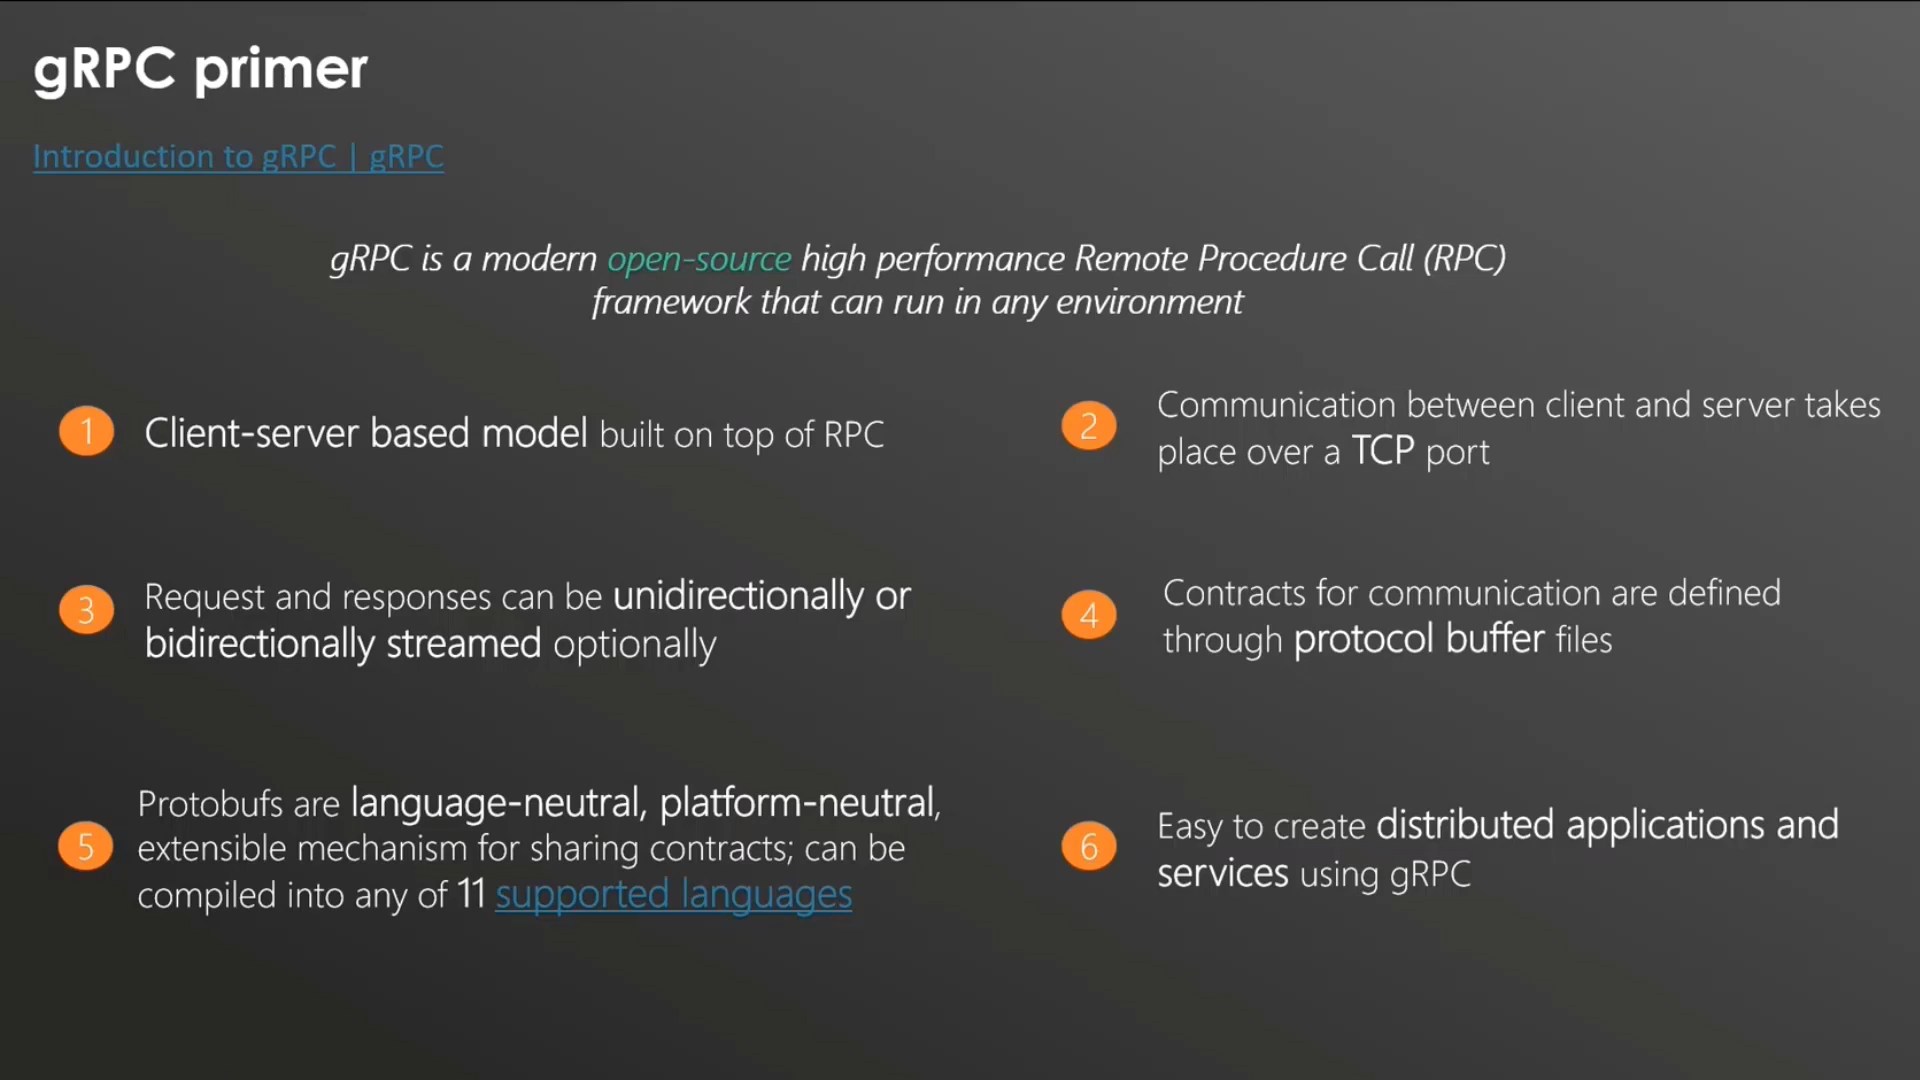 gRPC primer
Introduction to gRPC | gRPC
gRPC is a modern open-source high performance Remote Procedure Call (RPC)
framework that can run in any environment
1
Client-server based model built on top of RPC
2
Communication between client and server takes
place over a TCP port
3
Request and responses can be unidirectionally or
bidirectionally streamed optionally
4
Contracts for communication are defined
through protocol buffer files
5
Protobufs are language-neutral, platform-neutral,
extensible mechanism for sharing contracts; can be
compiled into any of 11 supported languages
6
Easy to create distributed applications and
services using gRPC